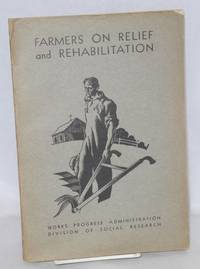 FARMERS ON RELIEF
and REHABILITATION
WORKS PROGRESS ADMINISTRATION
DIVISION OF SOCIAL RESEARCH